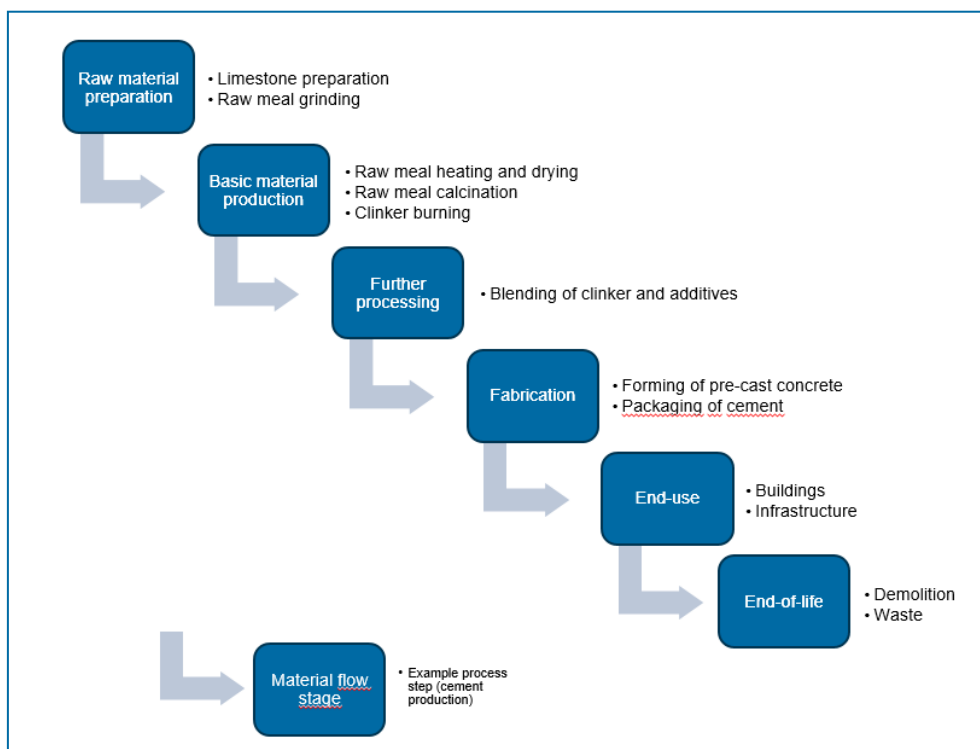 Raw material
preparation
• Limestone preparation
• Raw meal grinding
Basic material
production
• Raw meal heating and drying
• Raw meal calcination
• Clinker burning
Further
processing
• Blending of clinker and additives
Fabrication
• Forming of pre-cast concrete
• Packaging of cement
End-use
• Buildings
• Infrastructure
End-of-life
• Demolition
• Waste
Material flow
stage
• Example process
step (cement
production)